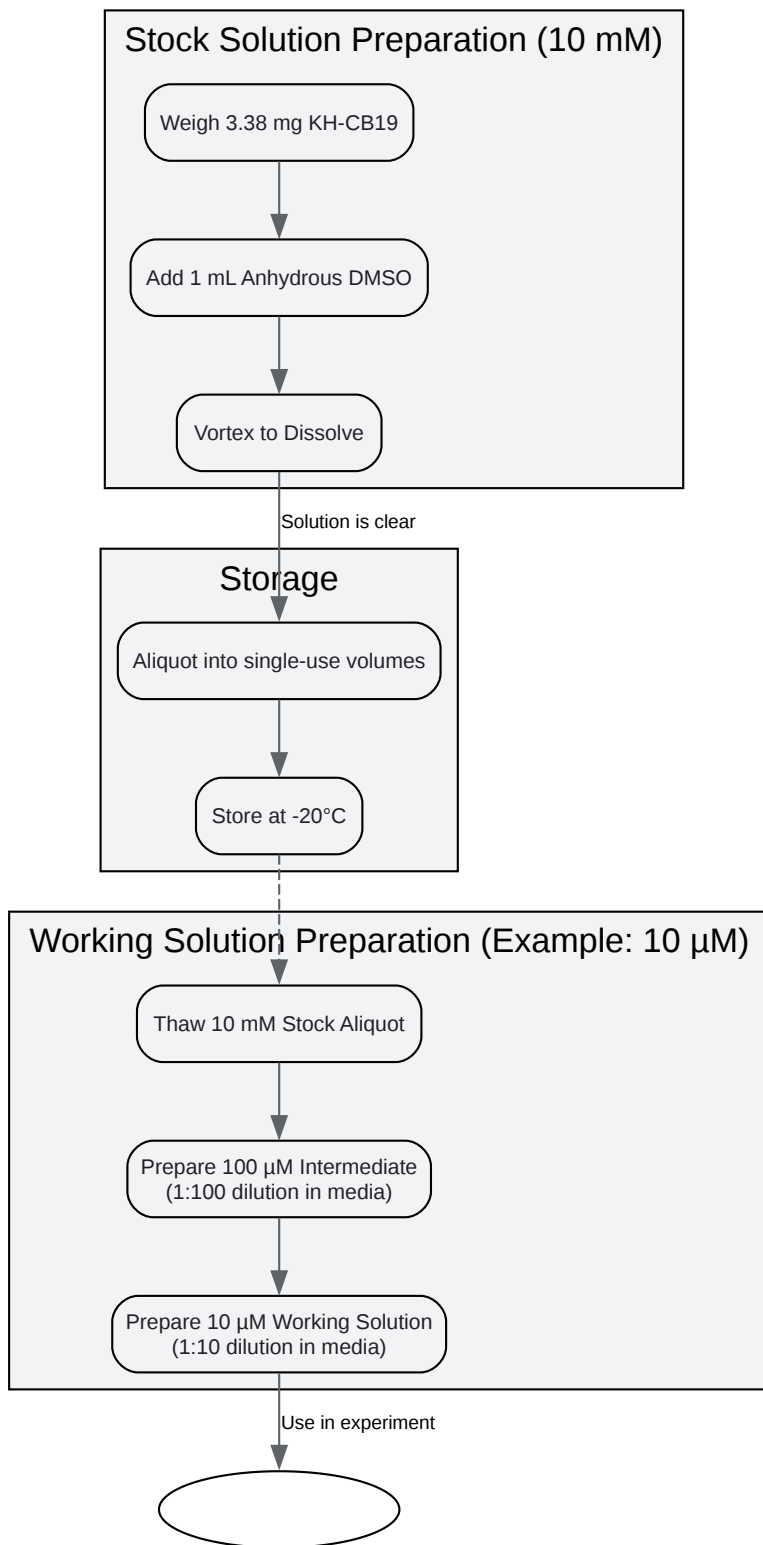 Stock Solution Preparation (10 mM)
Weigh 3.38 mg KH-CB19
Add 1 mL Anhydrous DMSO
Vortex to Dissolve
Solution is clear
Storage
Aliquot into single-use volumes
Store at -20°C
Working Solution Preparation (Example: 10 µM)
Thaw 10 mM Stock Aliquot
Prepare 100 µM Intermediate
(1:100 dilution in media)
Prepare 10 µM Working Solution
(1:10 dilution in media)
Use in experiment